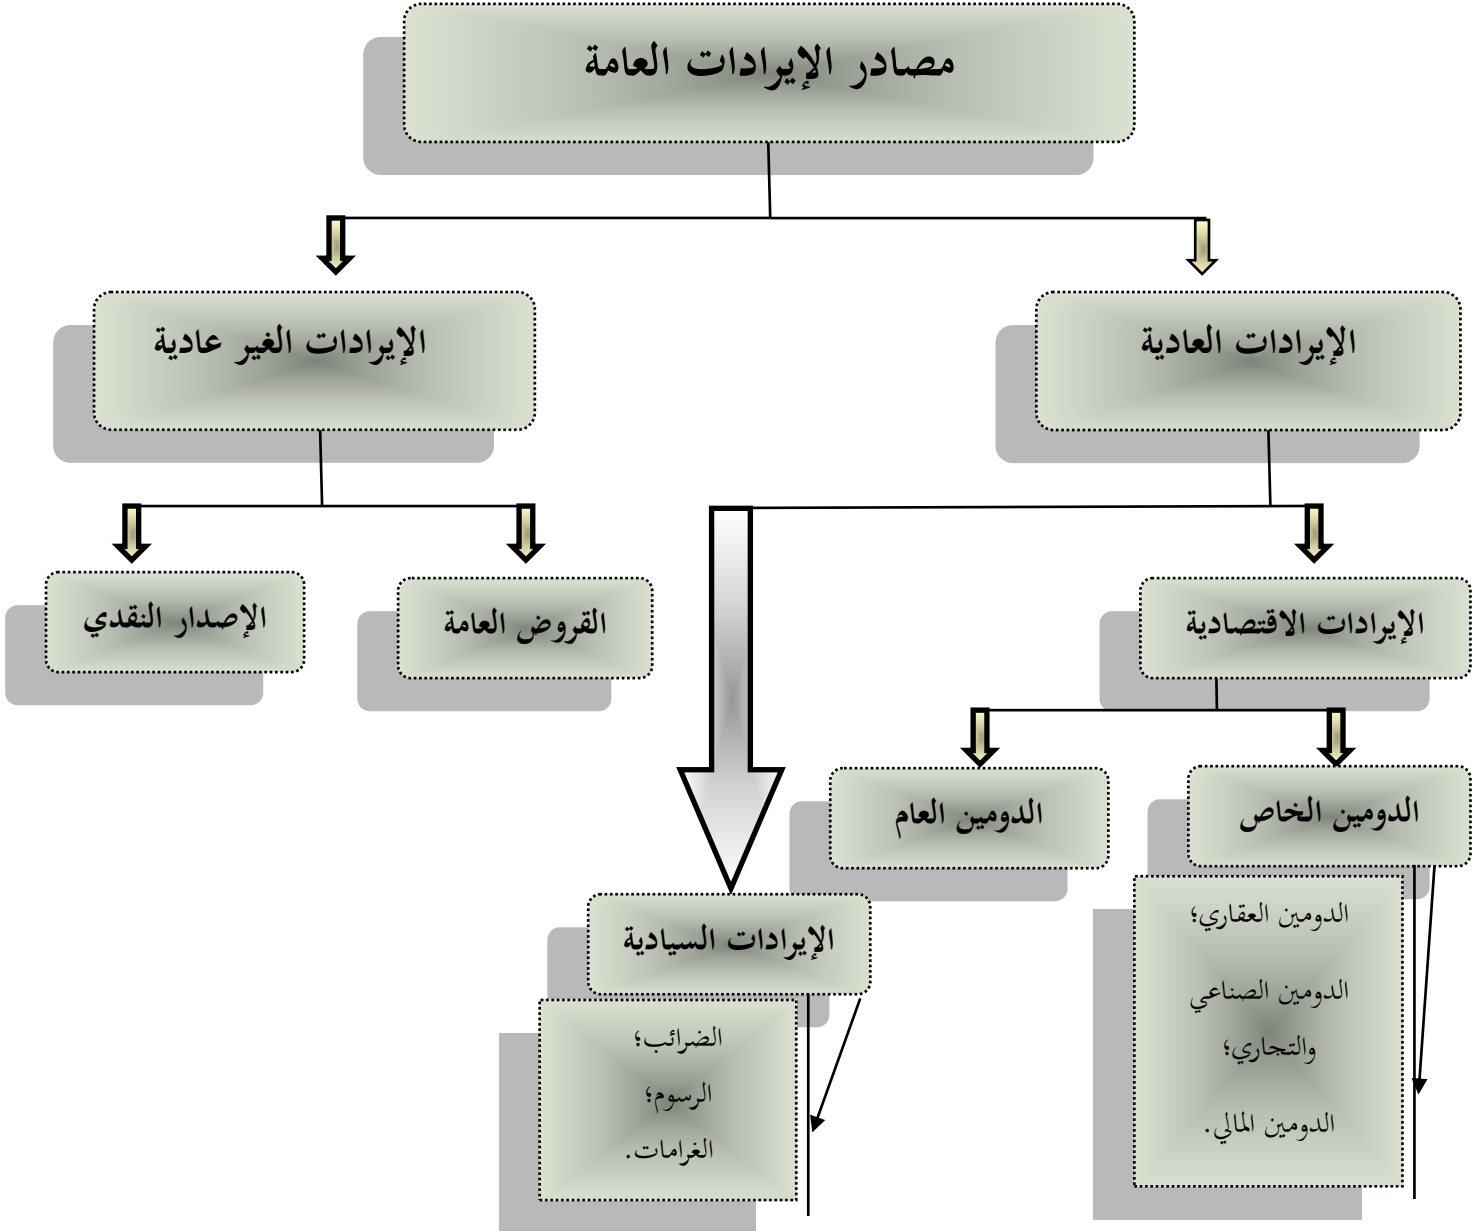 مصادر الإيرادات العامة
الإيرادات العادية
الإيرادات الغير عادية
الإيرادات الاقتصادية
القروض العامة
الإصدار النقدي
الدومين الخاص
الدومين العام
الدومين العقاري؛
الدومين الصناعي
والتجاري؛
الدومين المالي.
الإيرادات السيادية
الضرائب؛
الرسوم؛
الغرامات.